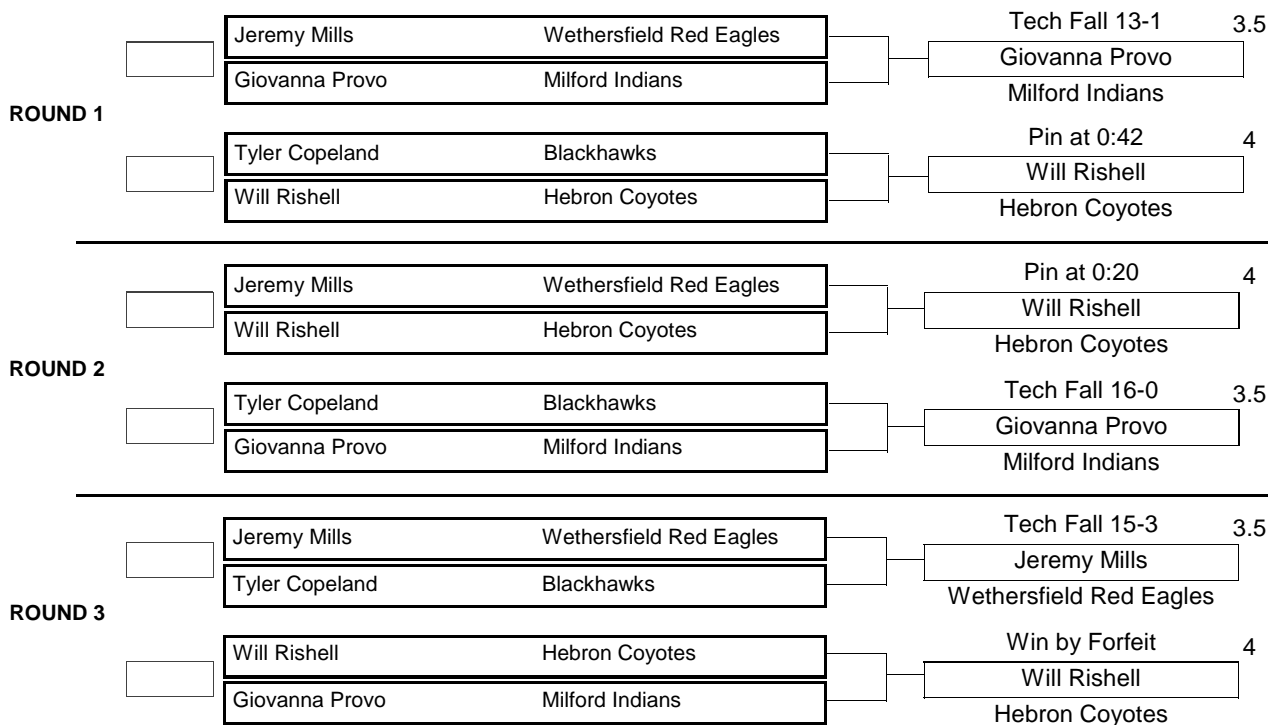 Tech Fall 13-1 3.5
Jeremy Mills Wethersfield Red Eagles
Giovanna Provo
Giovanna Provo Milford Indians
Milford Indians
ROUND 1
Pin at 0:42 4
Tyler Copeland Blackhawks
Will Rishell
Will Rishell Hebron Coyotes
Hebron Coyotes
Pin at 0:20 4
Jeremy Mills Wethersfield Red Eagles
Will Rishell
Will Rishell Hebron Coyotes
Hebron Coyotes
ROUND 2
Tech Fall 16-0 3.5
Tyler Copeland Blackhawks
Giovanna Provo
Giovanna Provo Milford Indians
Milford Indians
Tech Fall 15-3 3.5
Jeremy Mills Wethersfield Red Eagles
Jeremy Mills
Tyler Copeland Blackhawks
Wethersfield Red Eagles
ROUND 3
Win by Forfeit 4
Will Rishell Hebron Coyotes
Will Rishell
Giovanna Provo Milford Indians
Hebron Coyotes